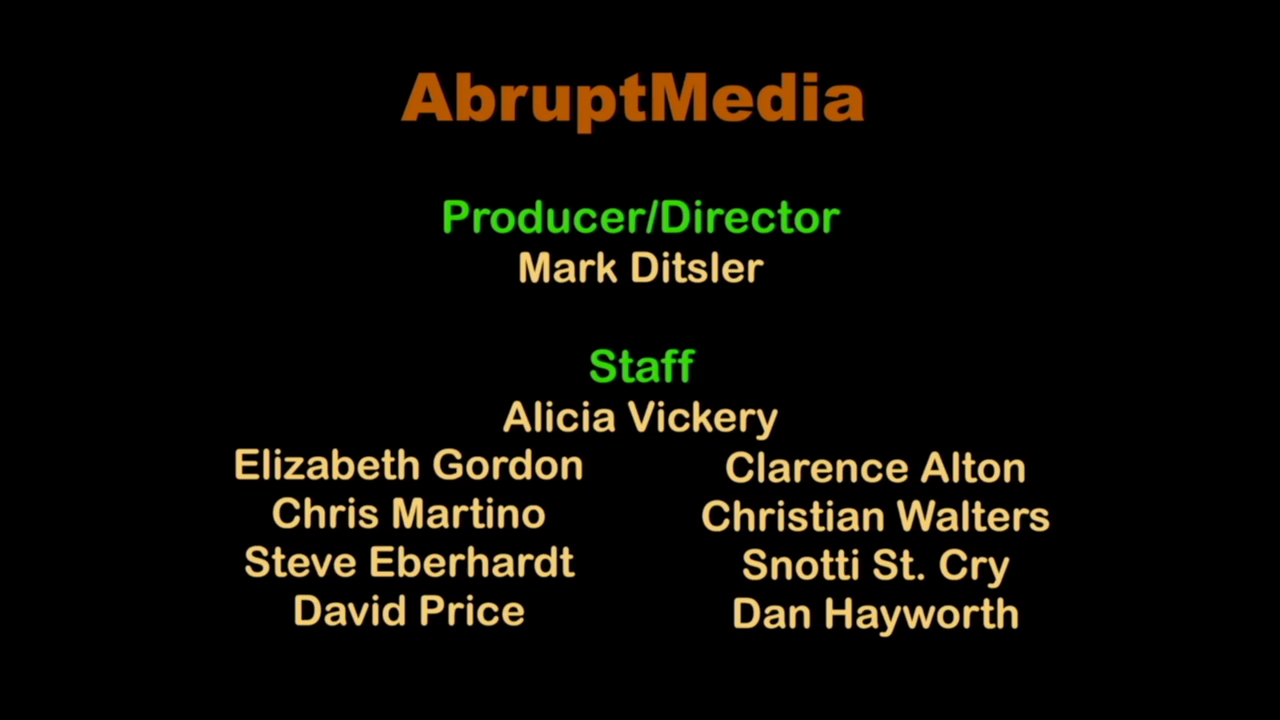 AbruptMedia
Producer/Director
Mark Ditsler
Staff
Alicia Vickery
Elizabeth Gordon
Chris Martino
Steve Eberhardt
David Price
Clarence Alton
Christian Walters
Snotti St. Cry
Dan Hayworth